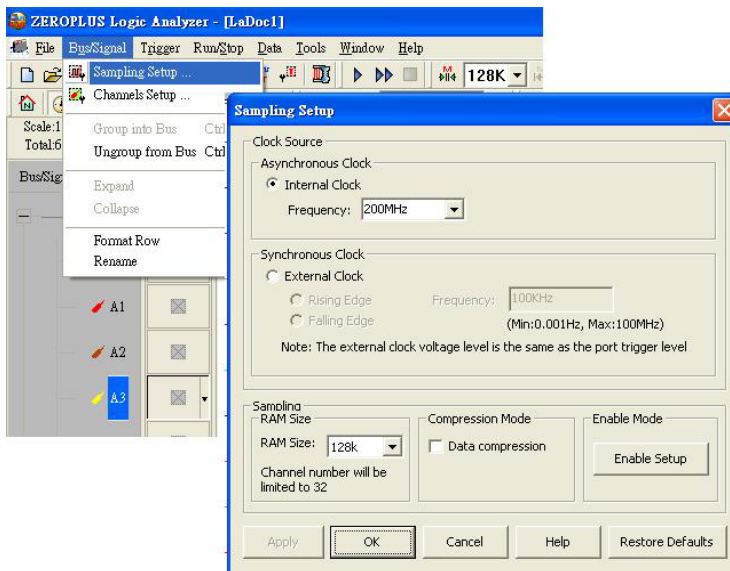 ZEROPLUS Logic Analyzer - [LaDoc1]
File Bus/Signal Trigger Run/Stop Data Tools Window Help
Sampling Setup ...
128K
Channels Setup ...
Scale:1
Total:6
Group into Bus Ctrl
Ungroup from Bus Ctrl
Bus/Sig
Expand
Collapse
Format Row
Rename
A1
A2
A3
Sampling Setup
Clock Source
Asynchronous Clock
Internal Clock
Frequency: 200MHz
Synchronous Clock
External Clock
Rising Edge Frequency: 100KHz
Falling Edge (Min:0.001Hz, Max:100MHz)
Note: The external clock voltage level is the same as the port trigger level
Sampling
RAM Size Compression Mode Enable Mode
RAM Size: 128k Data compression Enable Setup
Channel number will be
limited to 32
Apply OK Cancel Help Restore Defaults